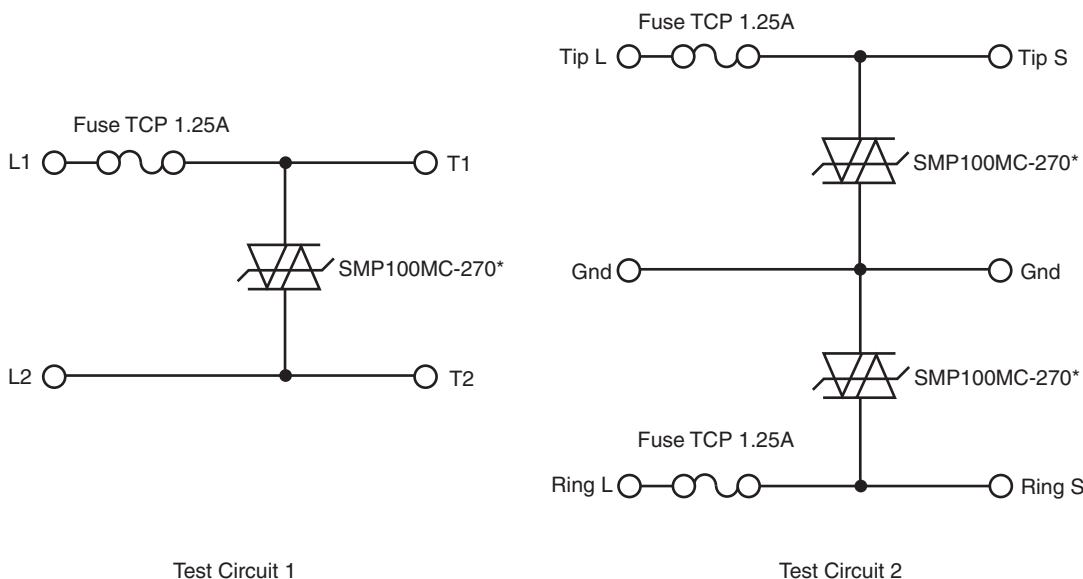 Fuse TCP 1.25A
L1
T1
SMP100MC-270*
L2
T2
Test Circuit 1
Fuse TCP 1.25A
Tip L
Tip S
SMP100MC-270*
Gnd
Gnd
SMP100MC-270*
Fuse TCP 1.25A
Ring L
Ring S
Test Circuit 2